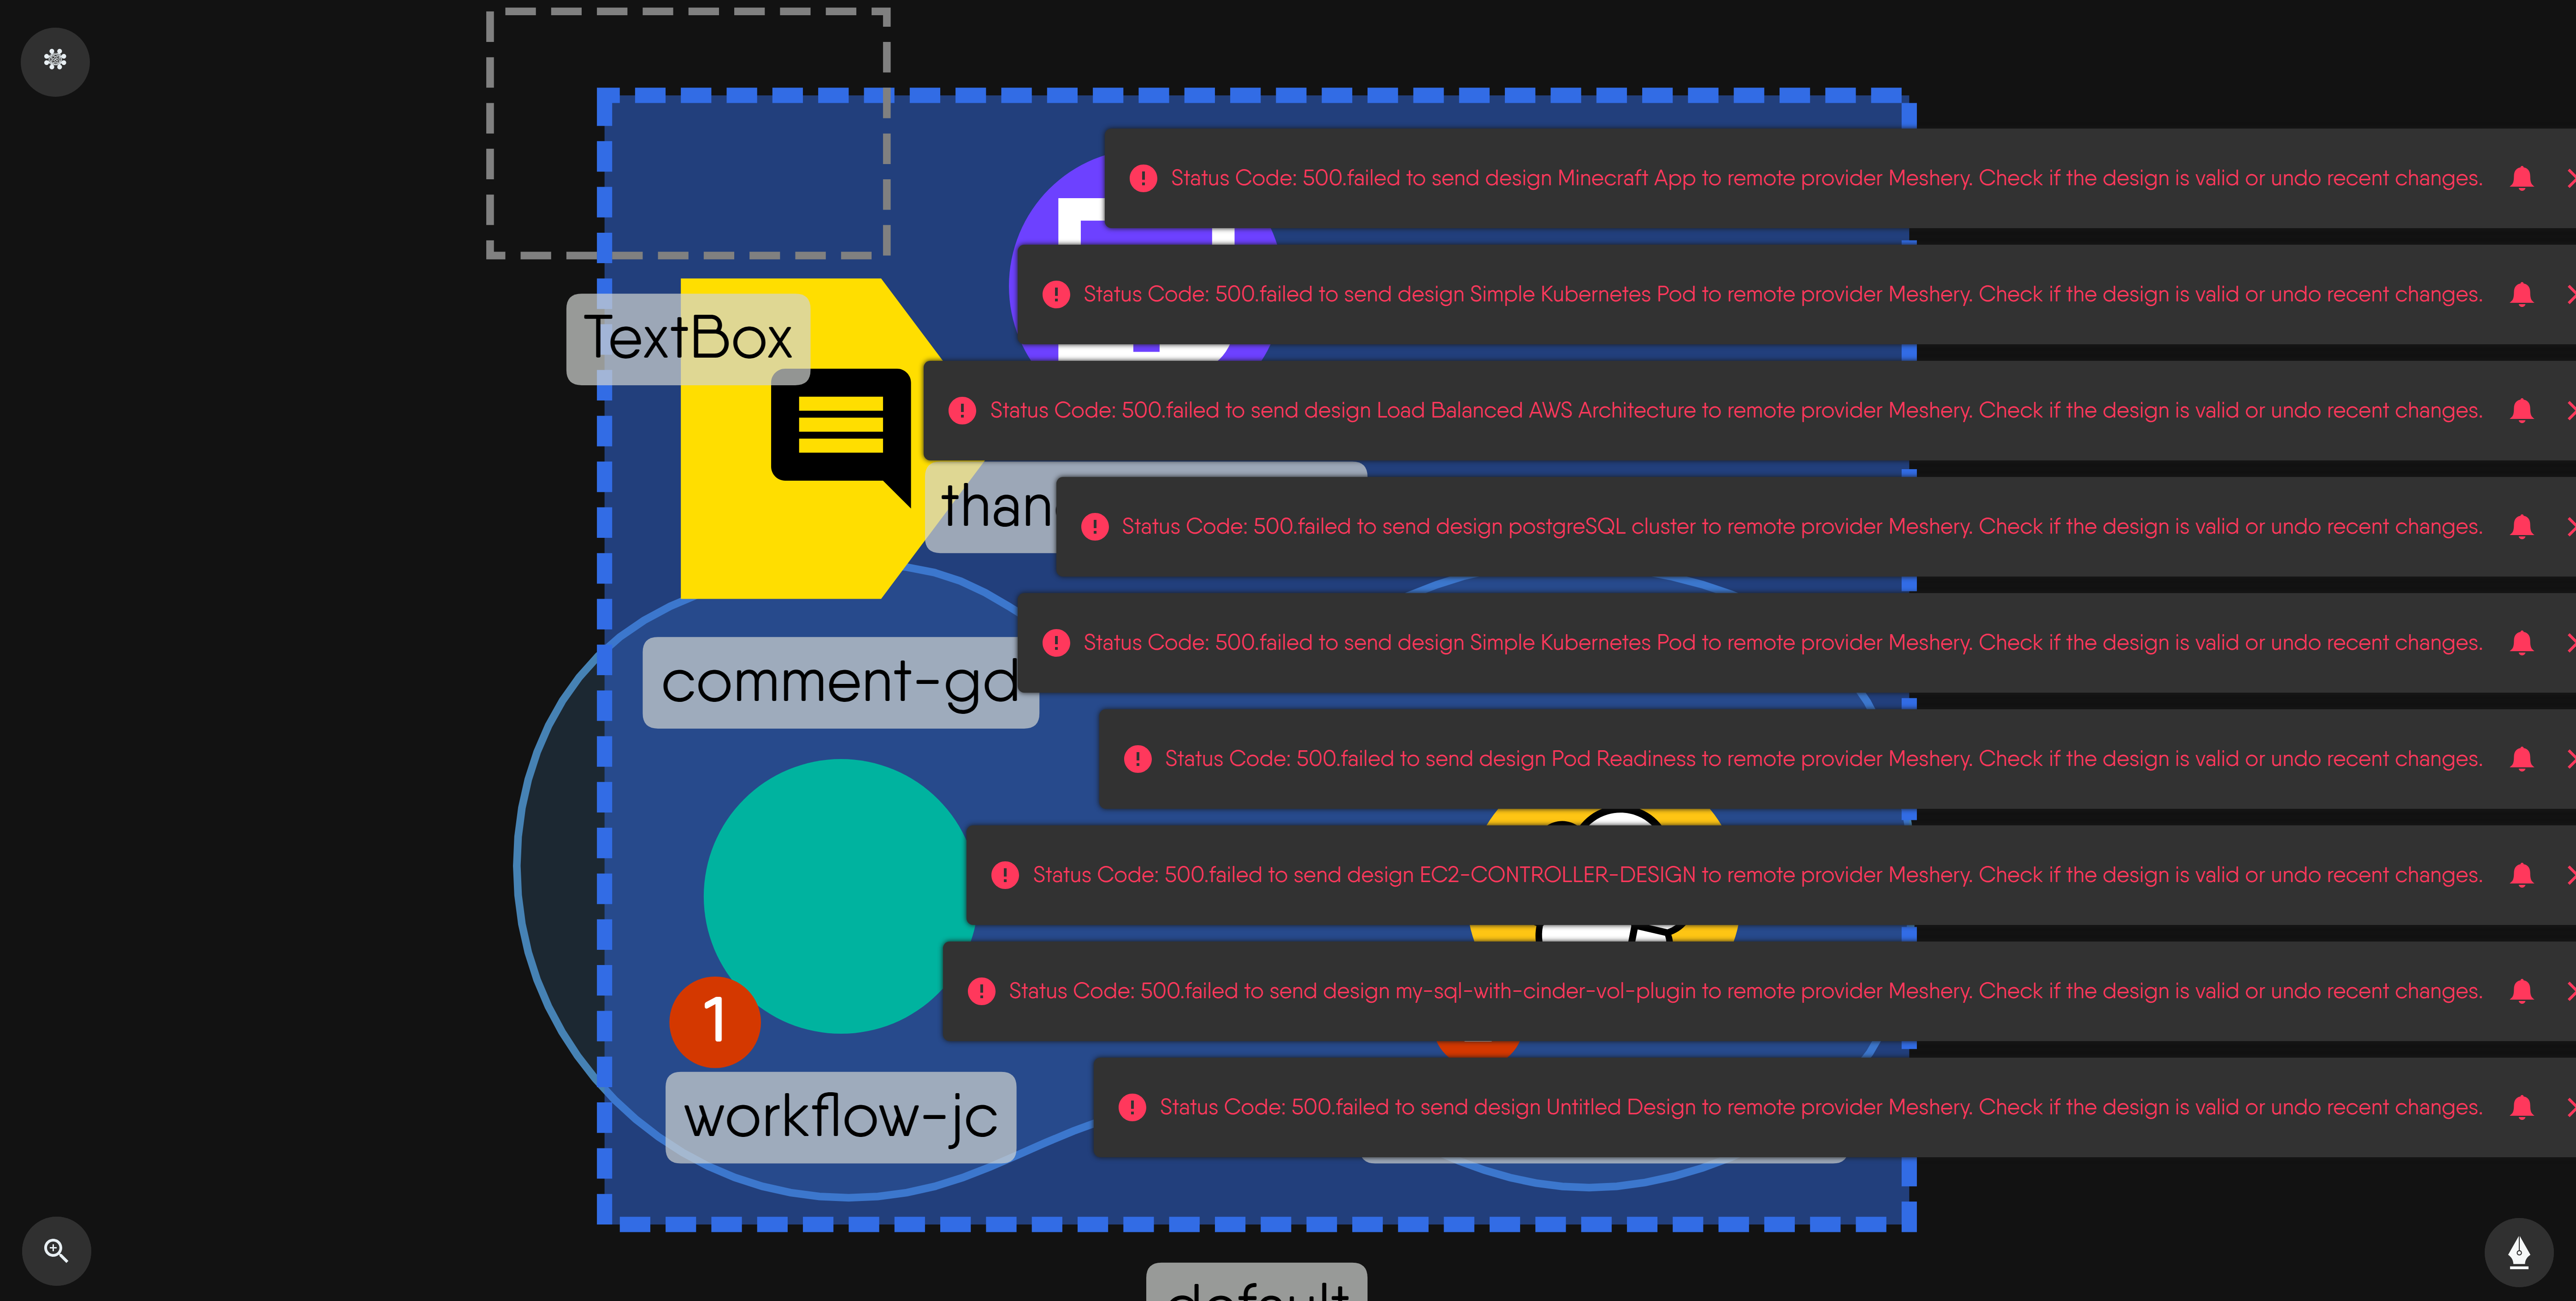 Status Code: 500.failed to send design Minecraft App to remote provider Meshery. Check if the design is valid or undo recent changes.
Status Code: 500.failed to send design Simple Kubernetes Pod to remote provider Meshery. Check if the design is valid or undo recent changes.
TextBox
Status Code: 500.failed to send design Load Balanced AWS Architecture to remote provider Meshery. Check if the design is valid or undo recent changes.
Status Code: 500.failed to send design postgreSQL cluster to remote provider Meshery. Check if the design is valid or undo recent changes.
Status Code: 500.failed to send design Simple Kubernetes Pod to remote provider Meshery. Check if the design is valid or undo recent changes.
comment-gd
Status Code: 500.failed to send design Pod Readiness to remote provider Meshery. Check if the design is valid or undo recent changes.
Status Code: 500.failed to send design EC2-CONTROLLER-DESIGN to remote provider Meshery. Check if the design is valid or undo recent changes.
Status Code: 500.failed to send design my-sql-with-cinder-vol-plugin to remote provider Meshery. Check if the design is valid or undo recent changes.
1
Status Code: 500.failed to send design Untitled Design to remote provider Meshery. Check if the design is valid or undo recent changes.
workflow-jc
default